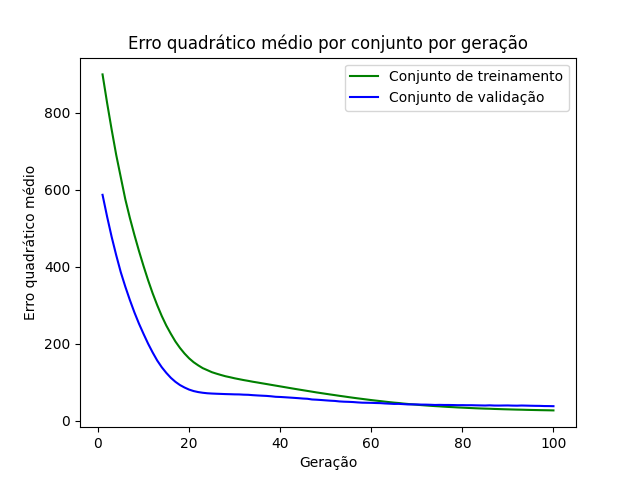 Erro quadrático médio por conjunto por geração
Conjunto de treinamento
Conjunto de validação
Erro quadrático médio
800
600
400
200
0
0 20 40 60 80 100
Geração